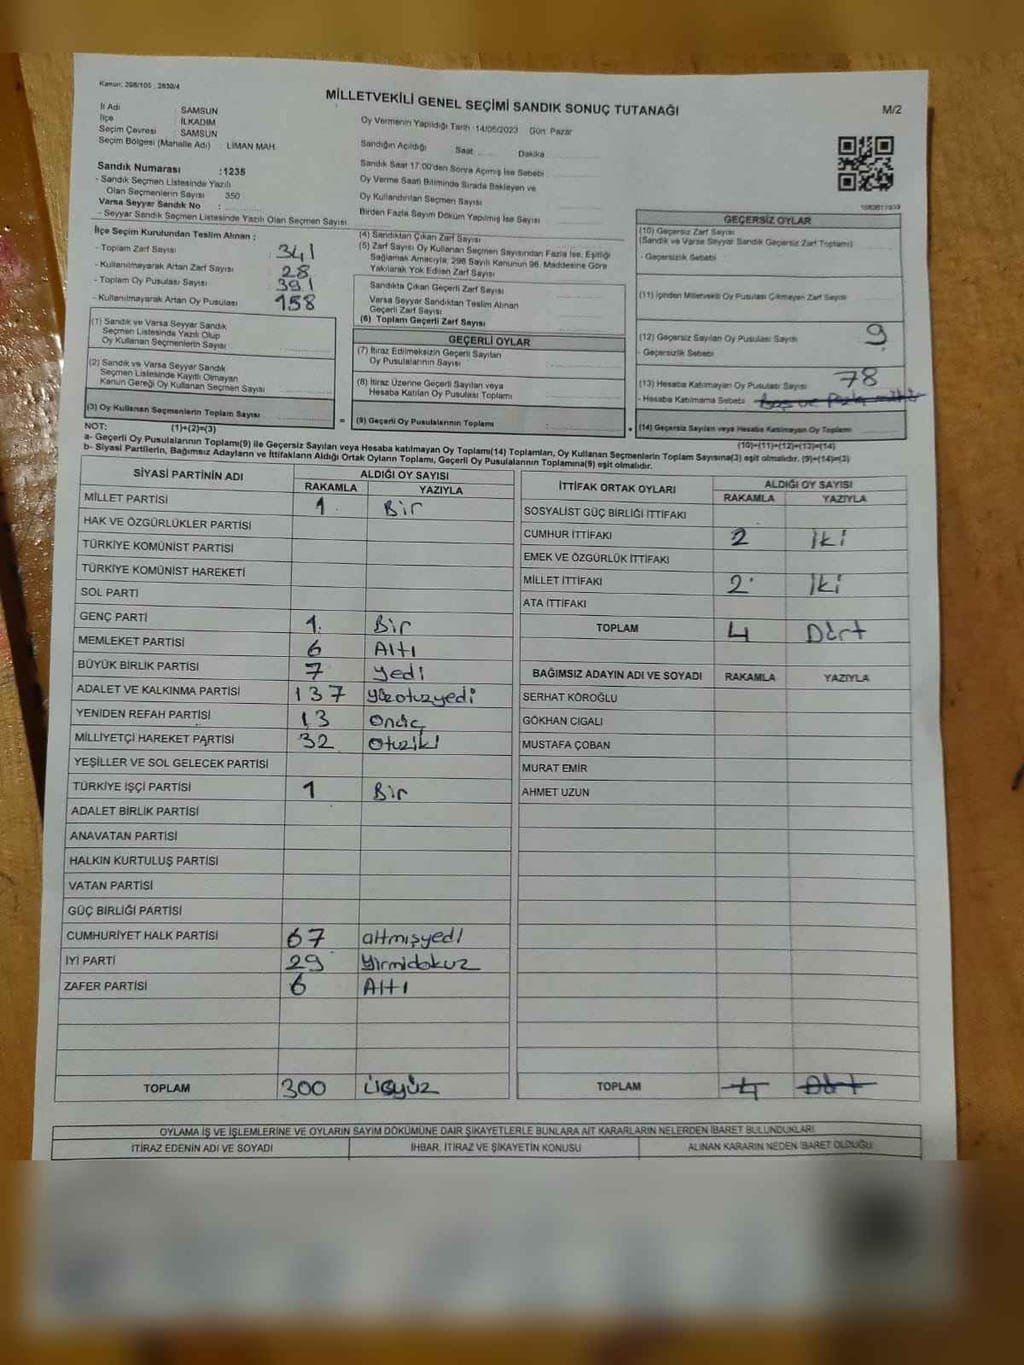 Kanun: 298/105 , 2839/4
MİLLETVEKİLİ GENEL SEÇİMİ SANDIK SONUÇ TUTANAĞI
M/2
İl Adı : SAMSUN
İlçe : İLKADIM
Seçim Çevresi : SAMSUN
Seçim Bölgesi (Mahalle Adı) : LİMAN MAH.
Sandık Numarası :1235
- Sandık Seçmen Listesinde Yazılı
Olan Seçmenlerin Sayısı 350
Varsa Seyyar Sandık No :
- Seyyar Sandık Seçmen Listesinde Yazılı Olan Seçmen Sayısı
Oy Vermenin Yapıldığı Tarih :14/05/2023 Gün: Pazar
Sandığın Açıldığı Saat Dakika
Sandık Saat 17:00'den Sonra Açımış İse Sebebi
Oy Verme Saati Bitiminde Sırada Bekleyen ve
Oy Kullandırılan Seçmen Sayısı
Birden Fazla Sayım Döküm Yapılmış İse Sayısı
İlçe Seçim Kurulundan Teslim Alınan :
- Toplam Zarf Sayısı 341
- Kullanılmayarak Artan Zarf Sayısı 28
- Toplam Oy Pusulası Sayısı 391
- Kullanılmayarak Artan Oy Pusulası 158
(1) Sandık ve Varsa Seyyar Sandık
Seçmen Listesinde Yazılı Olup
Oy Kullanan Seçmenlerin Sayısı
(2) Sandık ve Varsa Seyyar Sandık
Seçmen Listesinde Kayıtlı Olmayan
Kanun Gereği Oy Kullanan Seçmen Sayısı
(3) Oy Kullanan Seçmenlerin Toplam Sayısı
(4) Sandıktan Çıkan Zarf Sayısı
(5) Zarf Sayısı Oy Kullanan Seçmen Sayısından Fazla İse, Eşitliği
Sağlamak Amacıyla; 298 Sayılı Kanunun 98. Maddesine Göre
Yakılarak Yok Edilen Zarf Sayısı
Sandıkta Çıkan Geçerli Zarf Sayısı
Varsa Seyyar Sandıktan Teslim Alınan
Geçerli Zarf Sayısı
(6) Toplam Geçerli Zarf Sayısı
GEÇERLİ OYLAR
(7) İtiraz Edilmeksizin Geçerli Sayılan
Oy Pusulalarının Sayısı
(8) İtiraz Üzerine Geçerli Sayılan veya
Hesaba Katılan Oy Pusulası Toplamı
= (9) Geçerli Oy Pusulalarının Toplamı
GEÇERSİZ OYLAR
(10) Geçersiz Zarf Sayısı
(Sandık ve Varsa Seyyar Sandık Geçersiz Zarf Toplamı)
- Geçersizlik Sebebi
(11) İçinden Milletvekili Oy Pusulası Çıkmayan Zarf Sayısı
(12) Geçersiz Sayılan Oy Pusulası Sayısı 9
- Geçersizlik Sebebi
(13) Hesaba Katılmayan Oy Pusulası Sayısı 78
- Hesaba Katılmama Sebebi
+ (14) Geçersiz Sayılan veya Hesaba Katılmayan Oy Toplamı
NOT: (1)+(2)=(3)
(10)+(11)+(12)+(13)=(14)
a- Geçerli Oy Pusulalarının Toplamı(9) ile Geçersiz Sayılan veya Hesaba katılmayan Oy Toplamı(14) Toplamları, Oy Kullanan Seçmenlerin Toplam Sayısına(3) eşit olmalıdır. (9)+(14)=(3)
b- Siyasi Partilerin, Bağımsız Adayların ve İttifakların Aldığı Ortak Oyların Toplamı, Geçerli Oy Pusulalarının Toplamına(9) eşit olmalıdır.
SİYASİ PARTİNİN ADI ALDIĞI OY SAYISI
RAKAMLA YAZIYLA
MİLLET PARTİSİ 1 Bir
HAK VE ÖZGÜRLÜKLER PARTİSİ
TÜRKİYE KOMÜNİST PARTİSİ
TÜRKİYE KOMÜNİST HAREKETİ
SOL PARTİ
GENÇ PARTİ 1 Bir
MEMLEKET PARTİSİ 6 Altı
BÜYÜK BİRLİK PARTİSİ 7 yedi
ADALET VE KALKINMA PARTİSİ 137 yüzotuzyedi
YENİDEN REFAH PARTİSİ 13 Onüç
MİLLİYETÇİ HAREKET PARTİSİ 32 Otuziki
YEŞİLLER VE SOL GELECEK PARTİSİ
TÜRKİYE İŞÇİ PARTİSİ 1 Bir
ADALET BİRLİK PARTİSİ
ANAVATAN PARTİSİ
HALKIN KURTULUŞ PARTİSİ
VATAN PARTİSİ
GÜÇ BİRLİĞİ PARTİSİ
CUMHURİYET HALK PARTİSİ 67 altmışyedi
İYİ PARTİ 29 Yirmidokuz
ZAFER PARTİSİ 6 Altı
TOPLAM 300 üçyüz
İTTİFAK ORTAK OYLARI ALDIĞI OY SAYISI
RAKAMLA YAZIYLA
SOSYALİST GÜÇ BİRLİĞİ İTTİFAKI
CUMHUR İTTİFAKI 2 İki
EMEK VE ÖZGÜRLÜK İTTİFAKI
MİLLET İTTİFAKI 2 İki
ATA İTTİFAKI
TOPLAM 4 Dört
BAĞIMSIZ ADAYIN ADI VE SOYADI RAKAMLA YAZIYLA
SERHAT KÖROĞLU
GÖKHAN CIGALI
MUSTAFA ÇOBAN
MURAT EMİR
AHMET UZUN
TOPLAM 4 Dört
OYLAMA İŞ VE İŞLEMLERİNE VE OYLARIN SAYIM DÖKÜMÜNE DAİR ŞİKAYETLERLE BUNLARA AİT KARARLARIN NELERDEN İBARET BULUNDUKLARI
İTİRAZ EDENİN ADI VE SOYADI İHBAR, İTİRAZ VE ŞİKAYETİN KONUSU ALINAN KARARIN NEDEN İBARET OLDUĞU